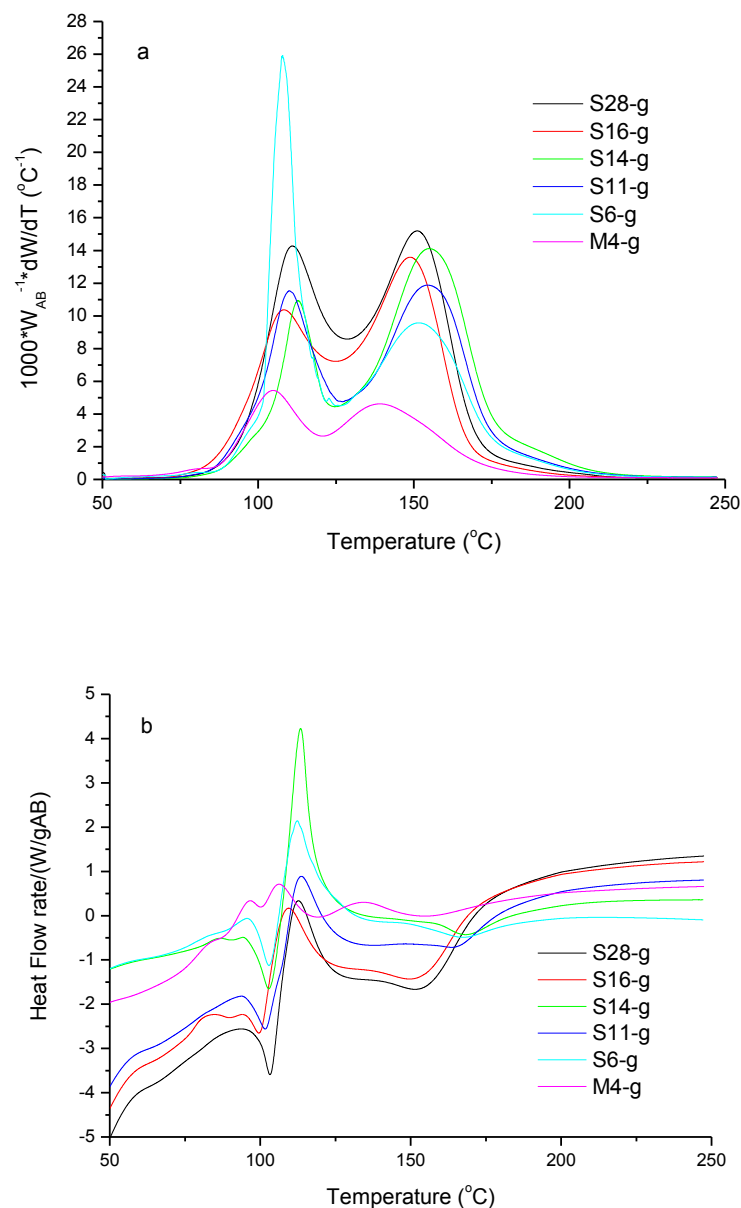 a
28
26
24
22
20
18
16
14
12
10
8
6
4
2
0
1000*W_AB^-1*dW/dT (°C^-1)
S28-g
S16-g
S14-g
S11-g
S6-g
M4-g
50
100
150
200
250
Temperature (°C)
b
5
4
3
2
1
0
-1
-2
-3
-4
-5
Heat Flow rate/(W/gAB)
S28-g
S16-g
S14-g
S11-g
S6-g
M4-g
50
100
150
200
250
Temperature (°C)